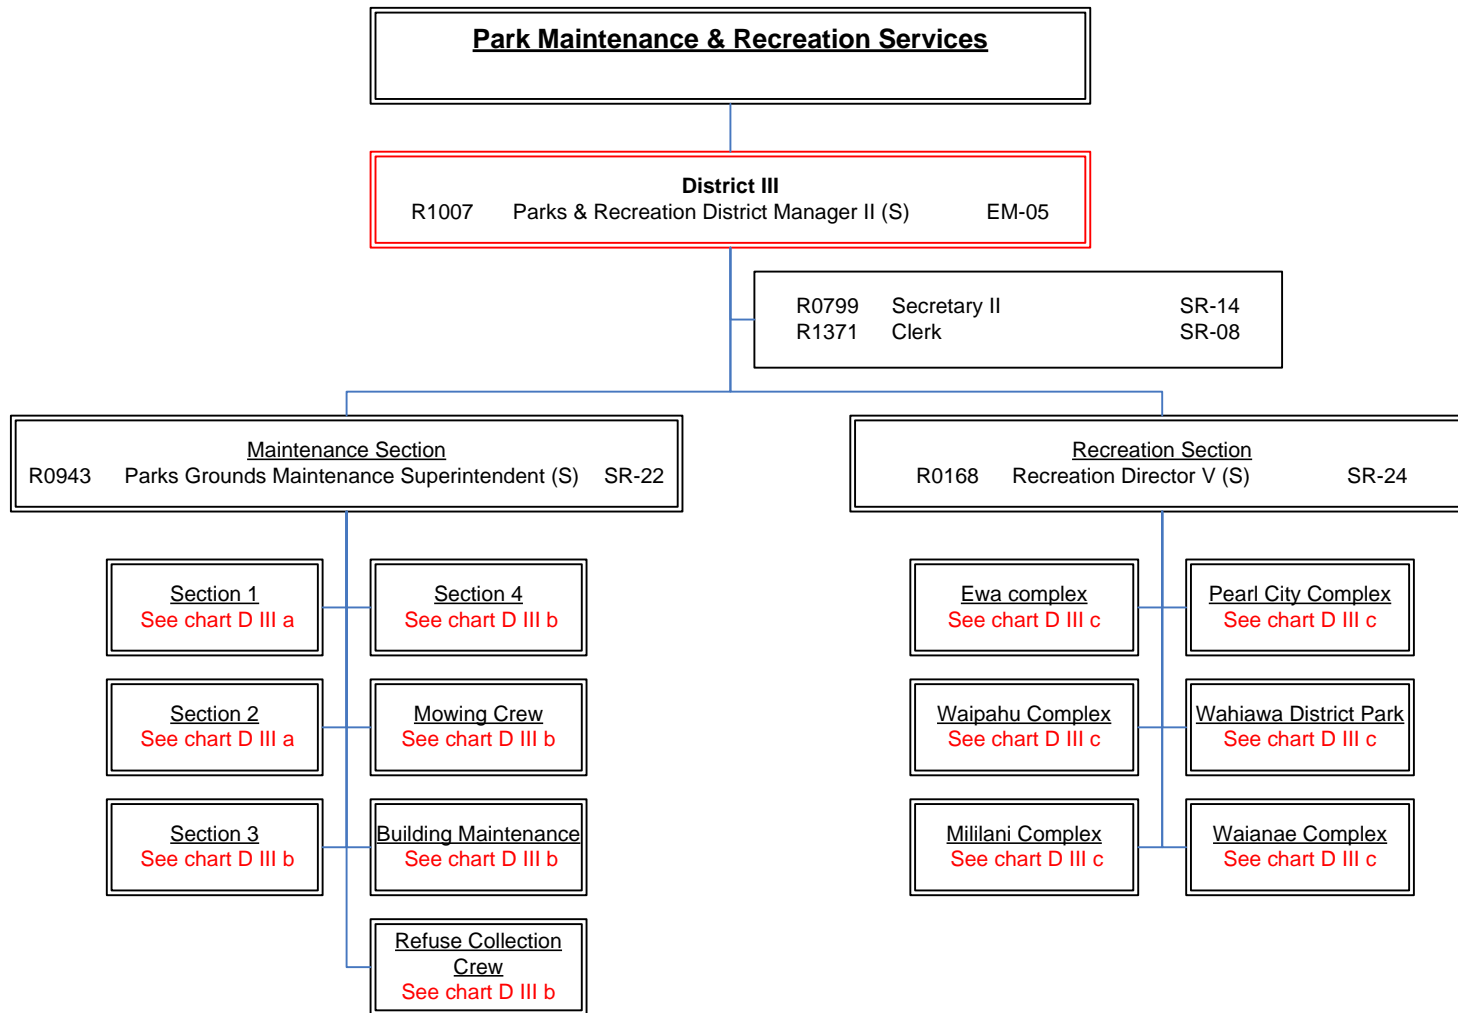 Park Maintenance & Recreation Services
District III
R1007 Parks & Recreation District Manager II (S) EM-05
R0799 Secretary II SR-14
R1371 Clerk SR-08
Maintenance Section
R0943 Parks Grounds Maintenance Superintendent (S) SR-22
Recreation Section
R0168 Recreation Director V (S) SR-24
Section 1
See chart D III a
Section 4
See chart D III b
Section 2
See chart D III a
Mowing Crew
See chart D III b
Section 3
See chart D III b
Building Maintenance
See chart D III b
Refuse Collection
Crew
See chart D III b
Ewa complex
See chart D III c
Pearl City Complex
See chart D III c
Waipahu Complex
See chart D III c
Wahiawa District Park
See chart D III c
Mililani Complex
See chart D III c
Waianae Complex
See chart D III c